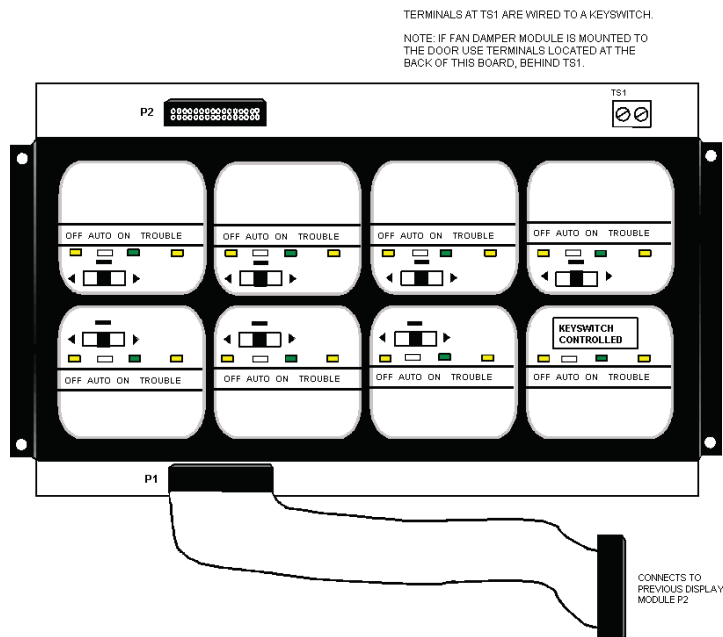 TERMINALS AT TS1 ARE WIRED TO A KEYSWITCH.
NOTE: IF FAN DAMPER MODULE IS MOUNTED TO
THE DOOR USE TERMINALS LOCATED AT THE
BACK OF THIS BOARD, BEHIND TS1.
TS1
P2
OFF AUTO ON TROUBLE
OFF AUTO ON TROUBLE
OFF AUTO ON TROUBLE
OFF AUTO ON TROUBLE
KEYSWITCH
CONTROLLED
OFF AUTO ON TROUBLE
OFF AUTO ON TROUBLE
OFF AUTO ON TROUBLE
OFF AUTO ON TROUBLE
P1
CONNECTS TO
PREVIOUS DISPLAY
MODULE P2